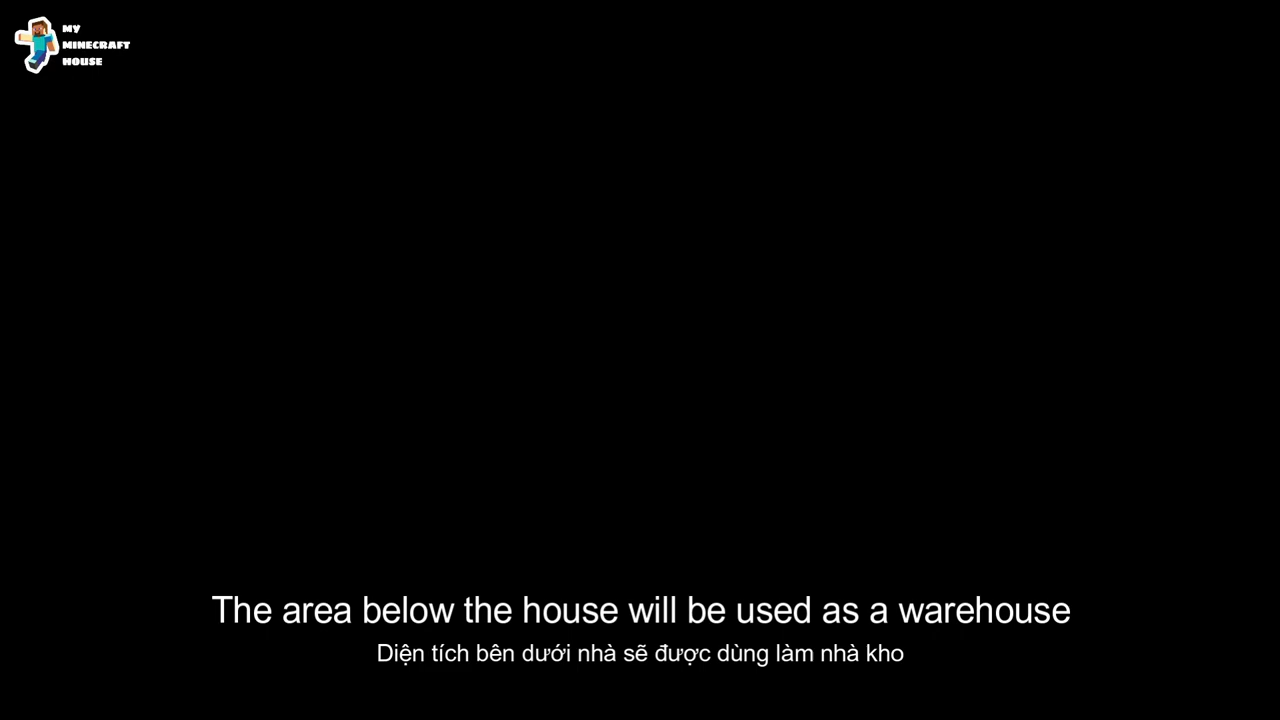 MY
MINECRAFT
HOUSE
The area below the house will be used as a warehouse
Diện tích bên dưới nhà sẽ được dùng làm nhà kho